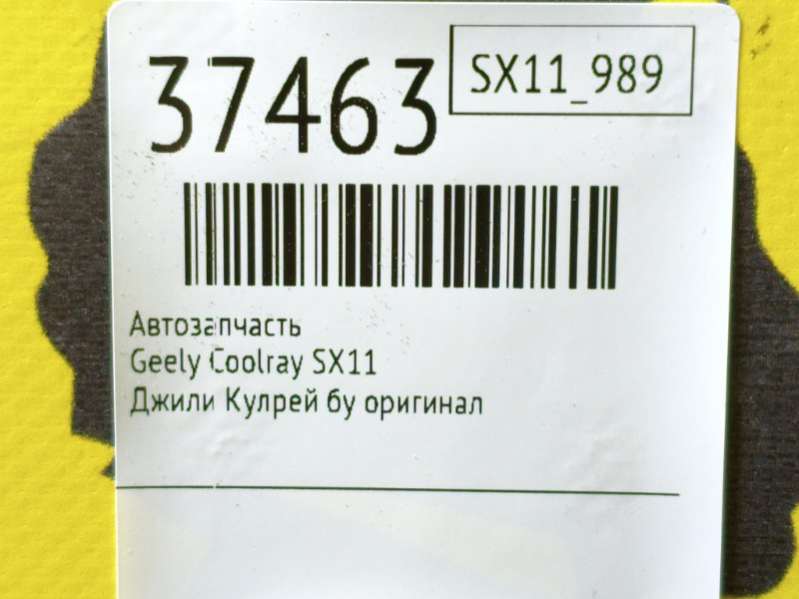 37463
SX11_989
Автозапчасть
Geely Coolray SX11
Джили Кулрей бу оригинал